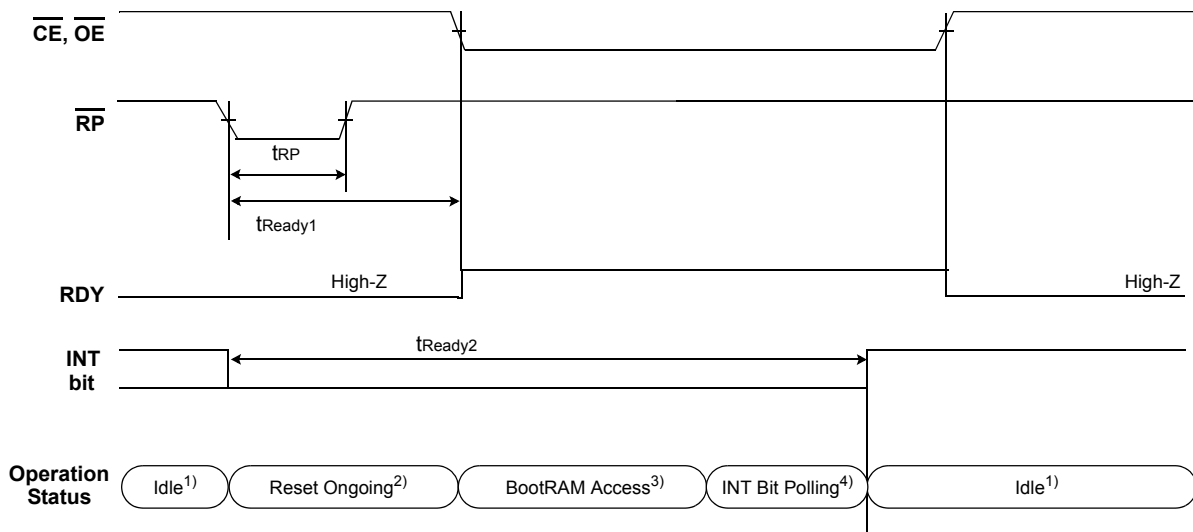 CE, OE
RP
tRP
tReady1
High-Z
High-Z
RDY
tReady2
INT
bit
Operation
Status
Idle1)
Reset Ongoing2)
BootRAM Access3)
INT Bit Polling4)
Idle1)